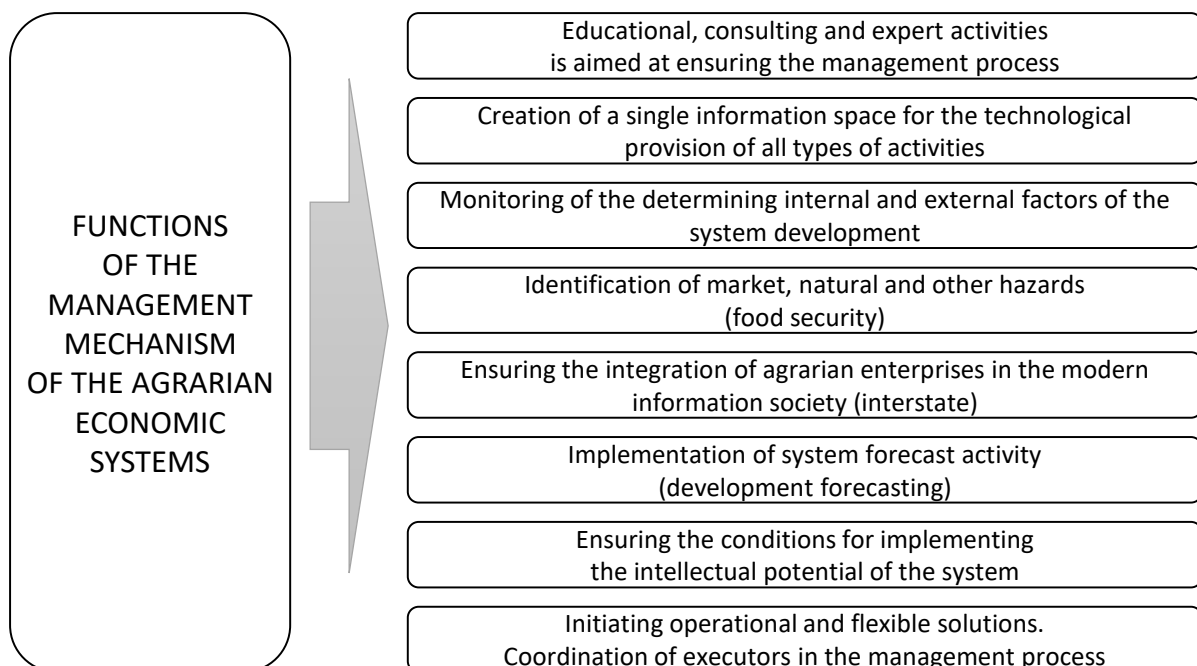 FUNCTIONS
OF THE
MANAGEMENT
MECHANISM
OF THE AGRARIAN
ECONOMIC
SYSTEMS
Educational, consulting and expert activities
is aimed at ensuring the management process
Creation of a single information space for the technological
provision of all types of activities
Monitoring of the determining internal and external factors of the
system development
Identification of market, natural and other hazards
(food security)
Ensuring the integration of agrarian enterprises in the modern
information society (interstate)
Implementation of system forecast activity
(development forecasting)
Ensuring the conditions for implementing
the intellectual potential of the system
Initiating operational and flexible solutions.
Coordination of executors in the management process